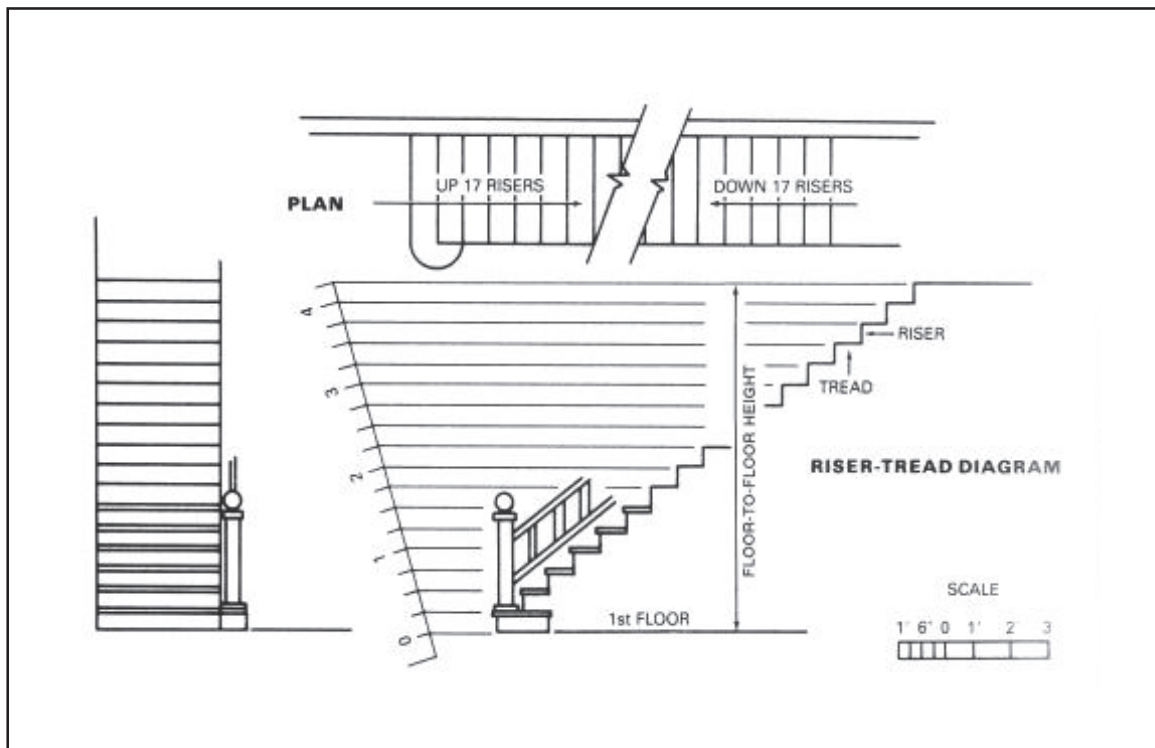 UP 17 RISERS
DOWN 17 RISERS
PLAN
4
3
2
1
0
RISER
TREAD
FLOOR-TO-FLOOR HEIGHT
RISER-TREAD DIAGRAM
1st FLOOR
SCALE
1' 6' 0 1' 2 3